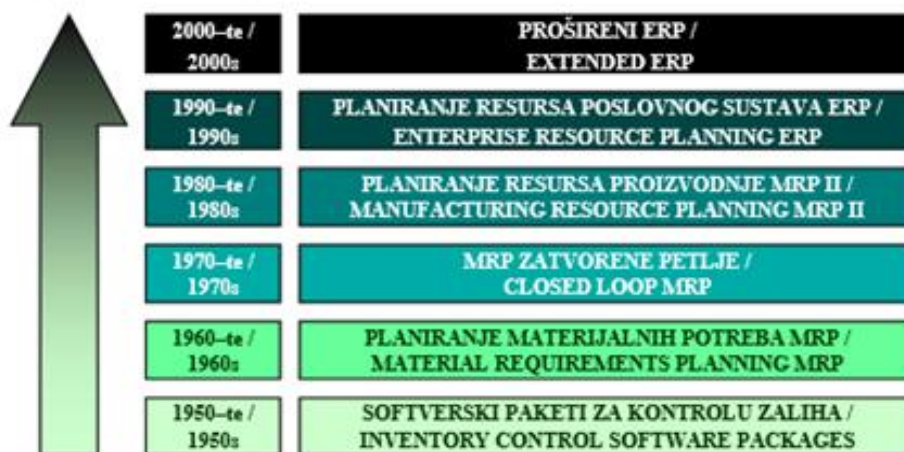 2000–te /
2000s
PROŠIRENI ERP /
EXTENDED ERP
1990–te /
1990s
PLANIRANJE RESURSA POSLOVNOG SUSTAVA ERP /
ENTERPRISE RESOURCE PLANNING ERP
1980–te /
1980s
PLANIRANJE RESURSA PROIZVODNJE MRP II /
MANUFACTURING RESOURCE PLANNING MRP II
1970–te /
1970s
MRP ZATVORENE PETLJE /
CLOSED LOOP MRP
1960–te /
1960s
PLANIRANJE MATERIJALNIH POTREBA MRP /
MATERIAL REQUIREMENTS PLANNING MRP
1950–te /
1950s
SOFTVERSKI PAKETI ZA KONTROLU ZALIHA /
INVENTORY CONTROL SOFTWARE PACKAGES